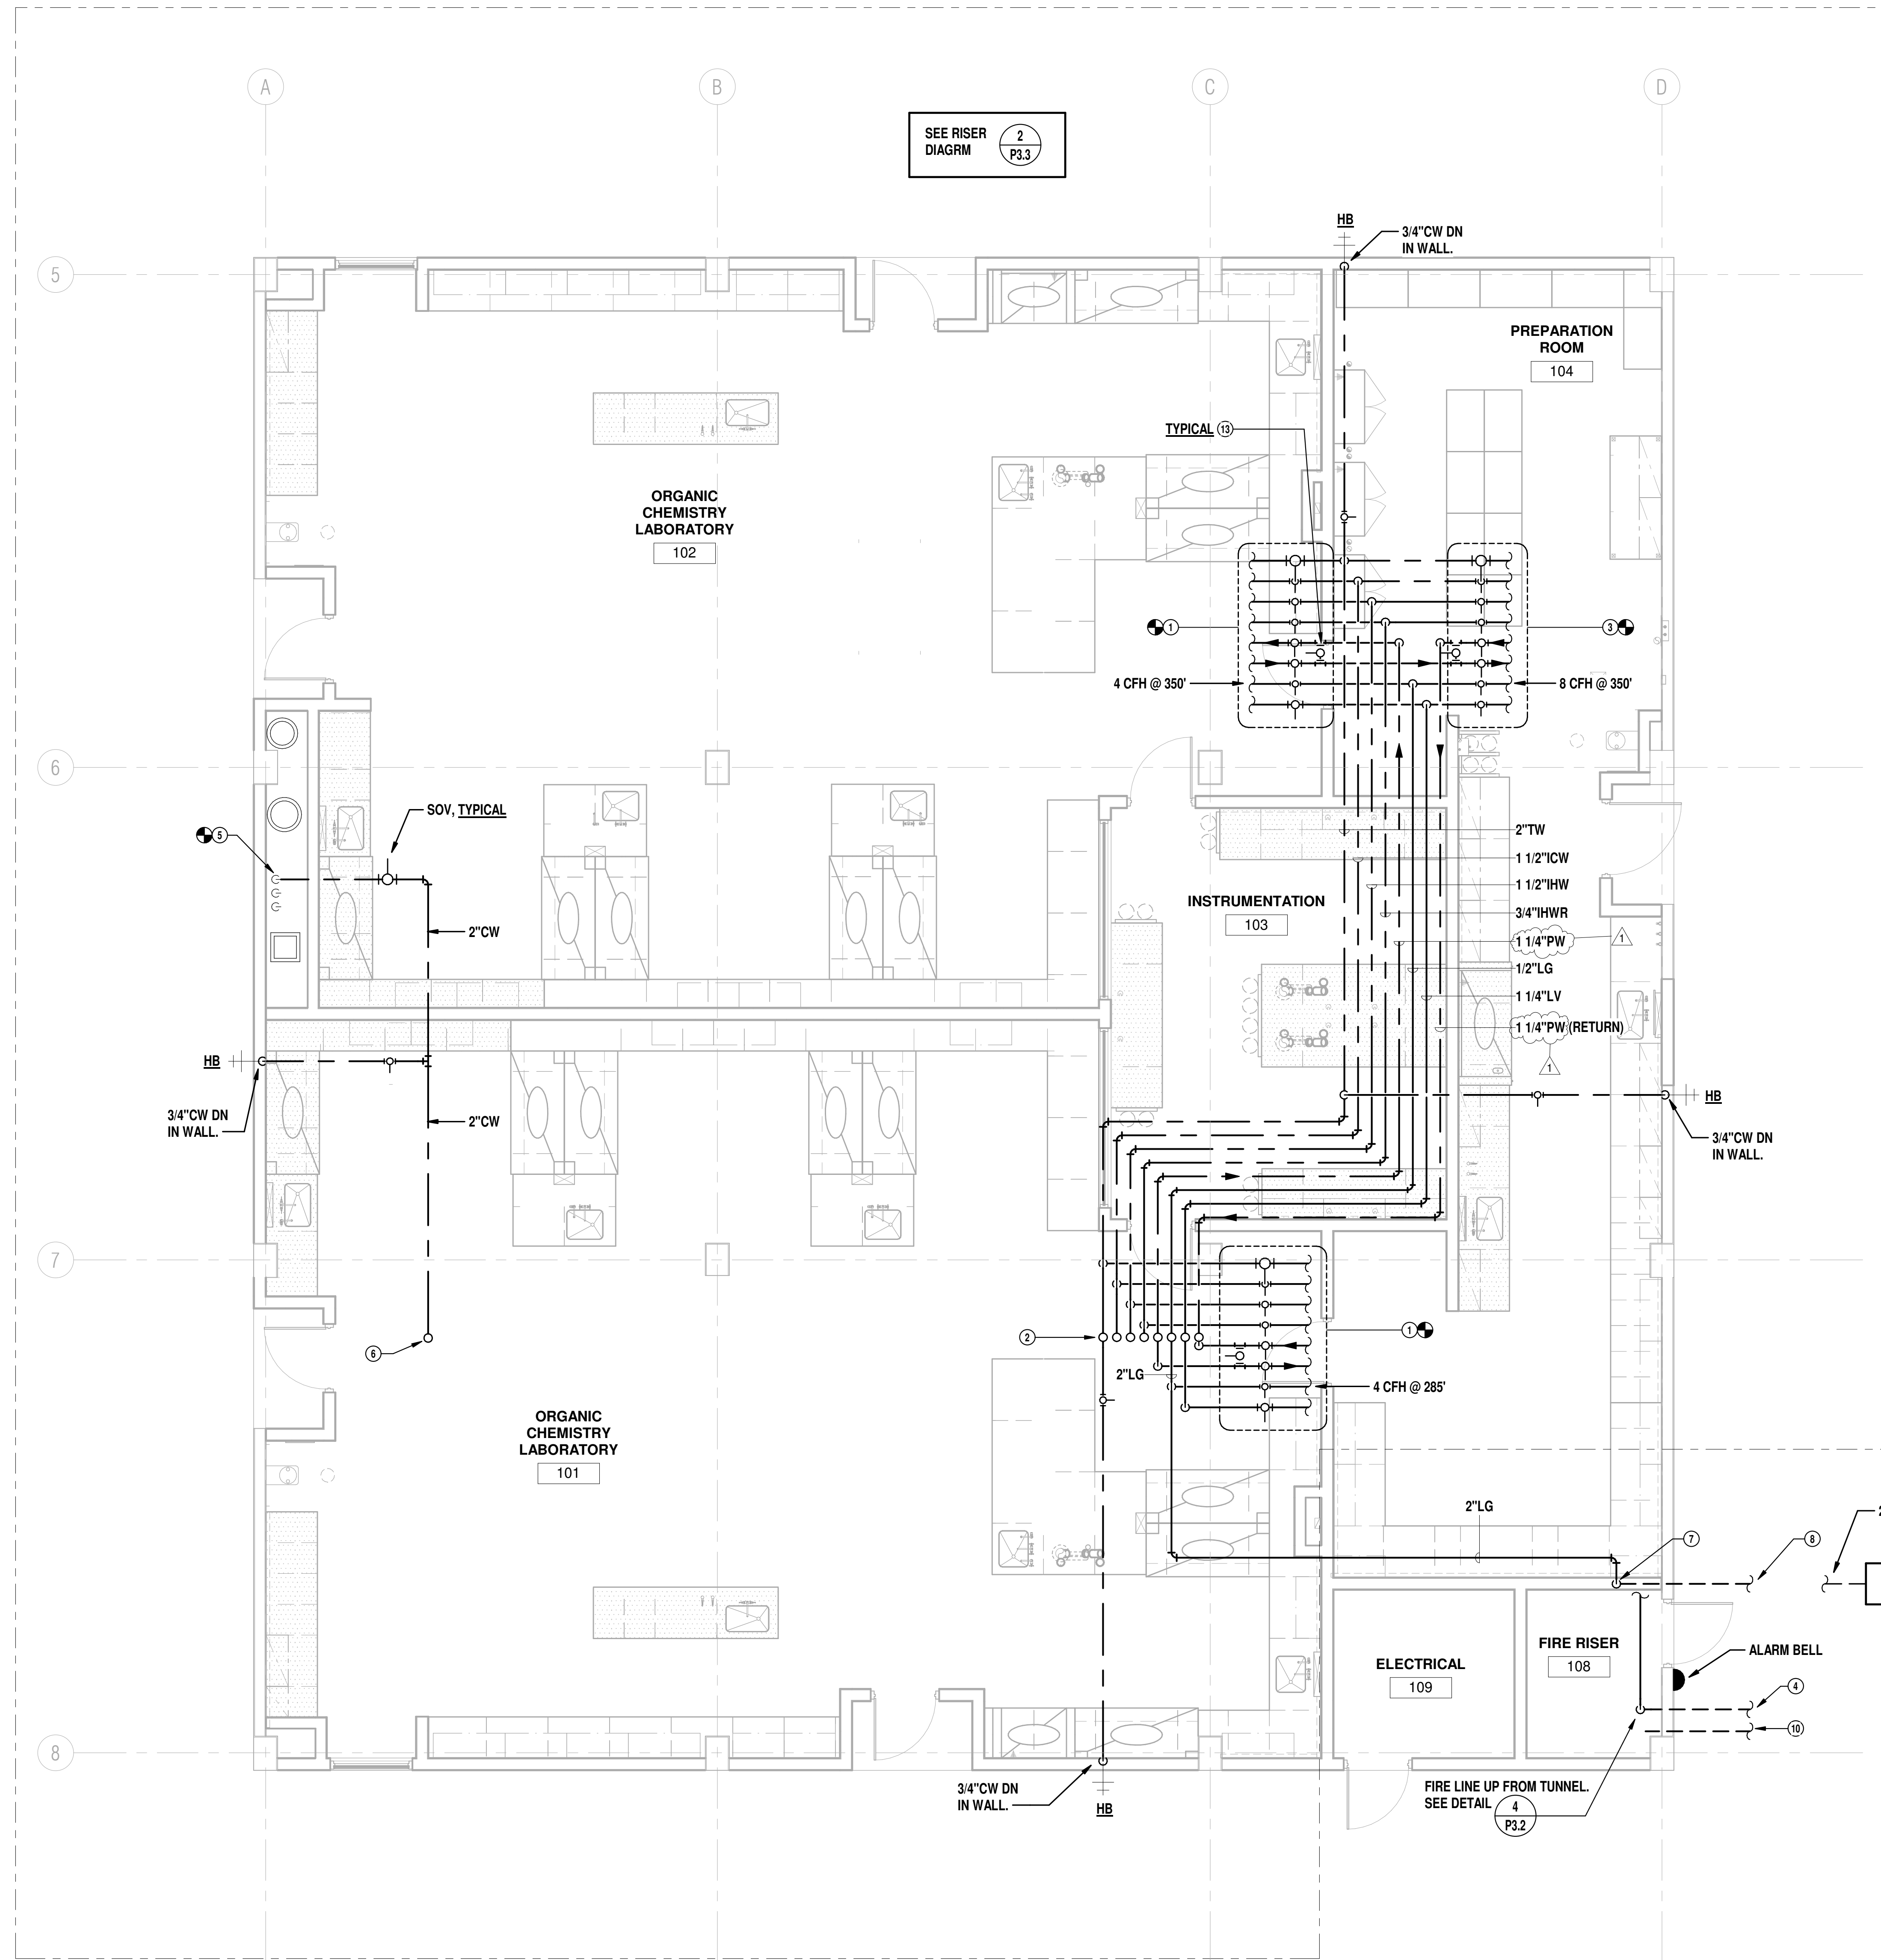 A
B
C
D
SEE RISER
DIAGRM
2
P3.3
HB
3/4"CW DN
IN WALL.
5
PREPARATION
ROOM
104
TYPICAL 13
ORGANIC
CHEMISTRY
LABORATORY
102
1
3
4 CFH @ 350'
8 CFH @ 350'
6
SOV, TYPICAL
5
2"TW
1 1/2"ICW
1 1/2"IHW
3/4"IHWR
1 1/4"PW
1
1/2"LG
1 1/4"LV
1 1/4"PW (RETURN)
1
INSTRUMENTATION
103
2"CW
HB
3/4"CW DN
IN WALL.
2"CW
HB
3/4"CW DN
IN WALL.
7
2
1
6
2"LG
4 CFH @ 285'
ORGANIC
CHEMISTRY
LABORATORY
101
2"LG
7
8
FIRE RISER
108
ALARM BELL
ELECTRICAL
109
4
10
8
3/4"CW DN
IN WALL.
HB
FIRE LINE UP FROM TUNNEL.
SEE DETAIL
4
P3.2